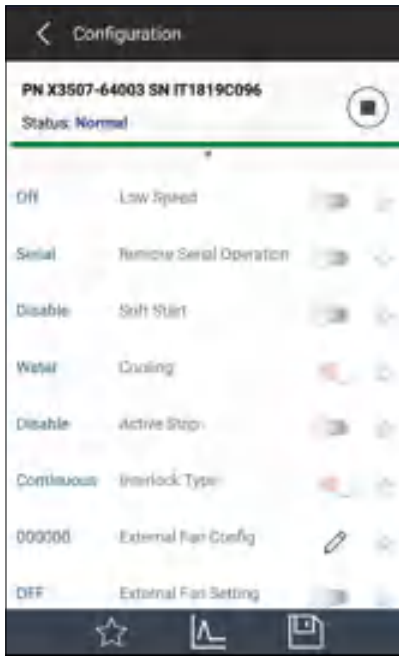 Configuration
PN X3507-64003 SN IT1819C096
Status: Normal
Off Low Speed
Serial Remove Serial Operation
Disable Soft Start
Water Cooling
Disable Active Stop
Continuous Interlock Type
000000 External Fan Config
OFF External Fan Setting